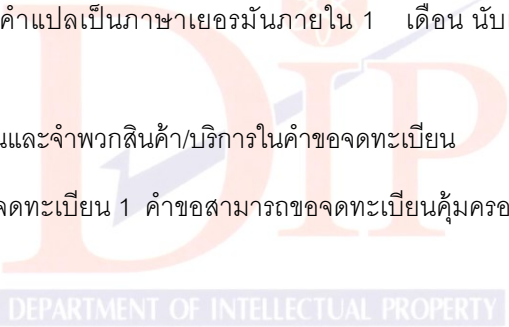 คำแปลเป็นภาษาเยอรมันภายใน 1 เดือน นับ
และจำพวกสินค้า/บริการในคำขอจดทะเบียน
จดทะเบียน 1 คำขอสามารถขอจดทะเบียนคุ้มครอ
DIP
DEPARTMENT OF INTELLECTUAL PROPERTY